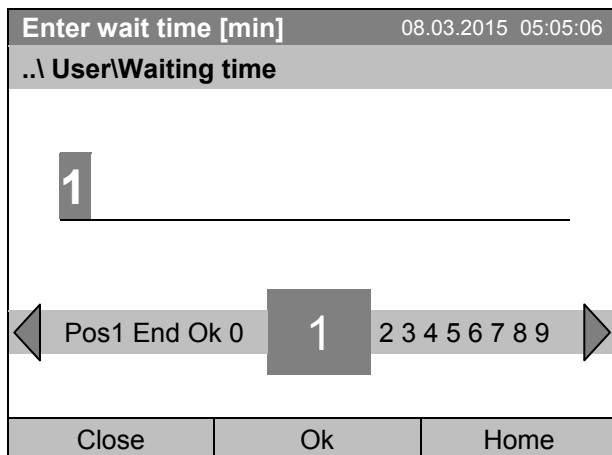 Enter wait time [min] 08.03.2015 05:05:06
..\ User\Waiting time
1
Pos1 End Ok 0 1 2 3 4 5 6 7 8 9
Close Ok Home